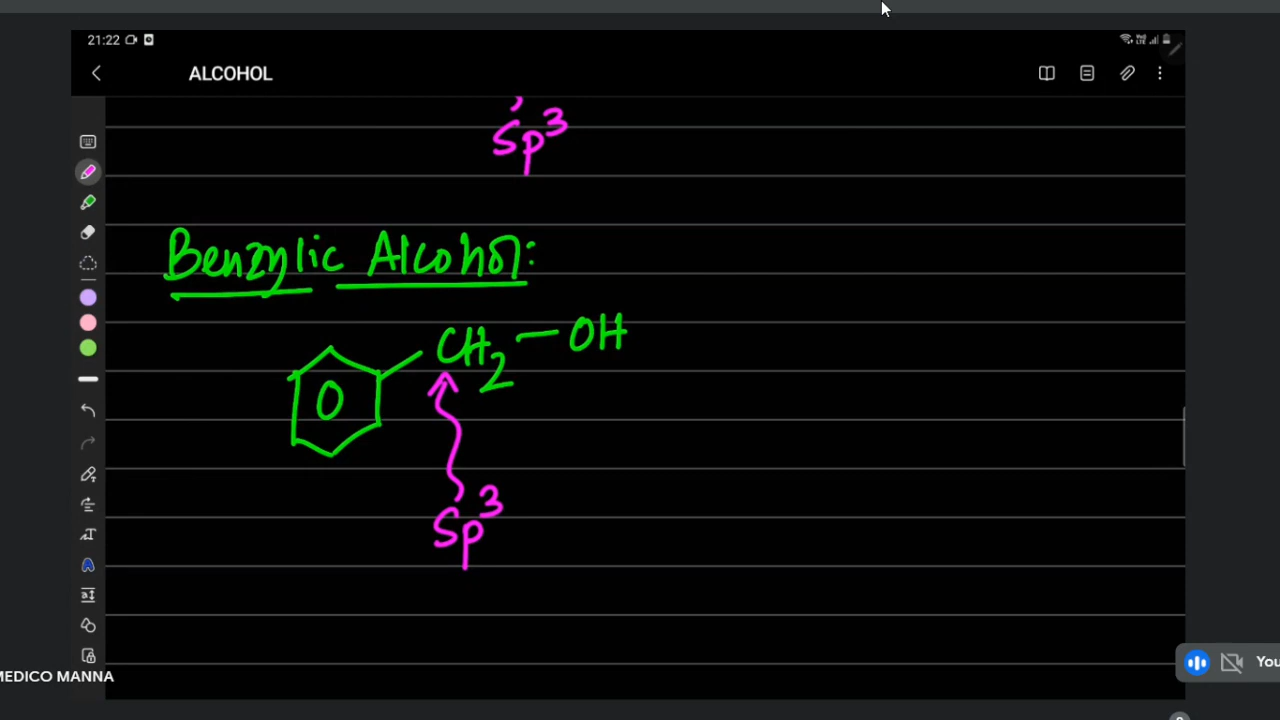 21:22
ALCOHOL
Sp3
Benzylic Alcohol:
CH2 — OH
Sp3
MEDICO MANNA
You